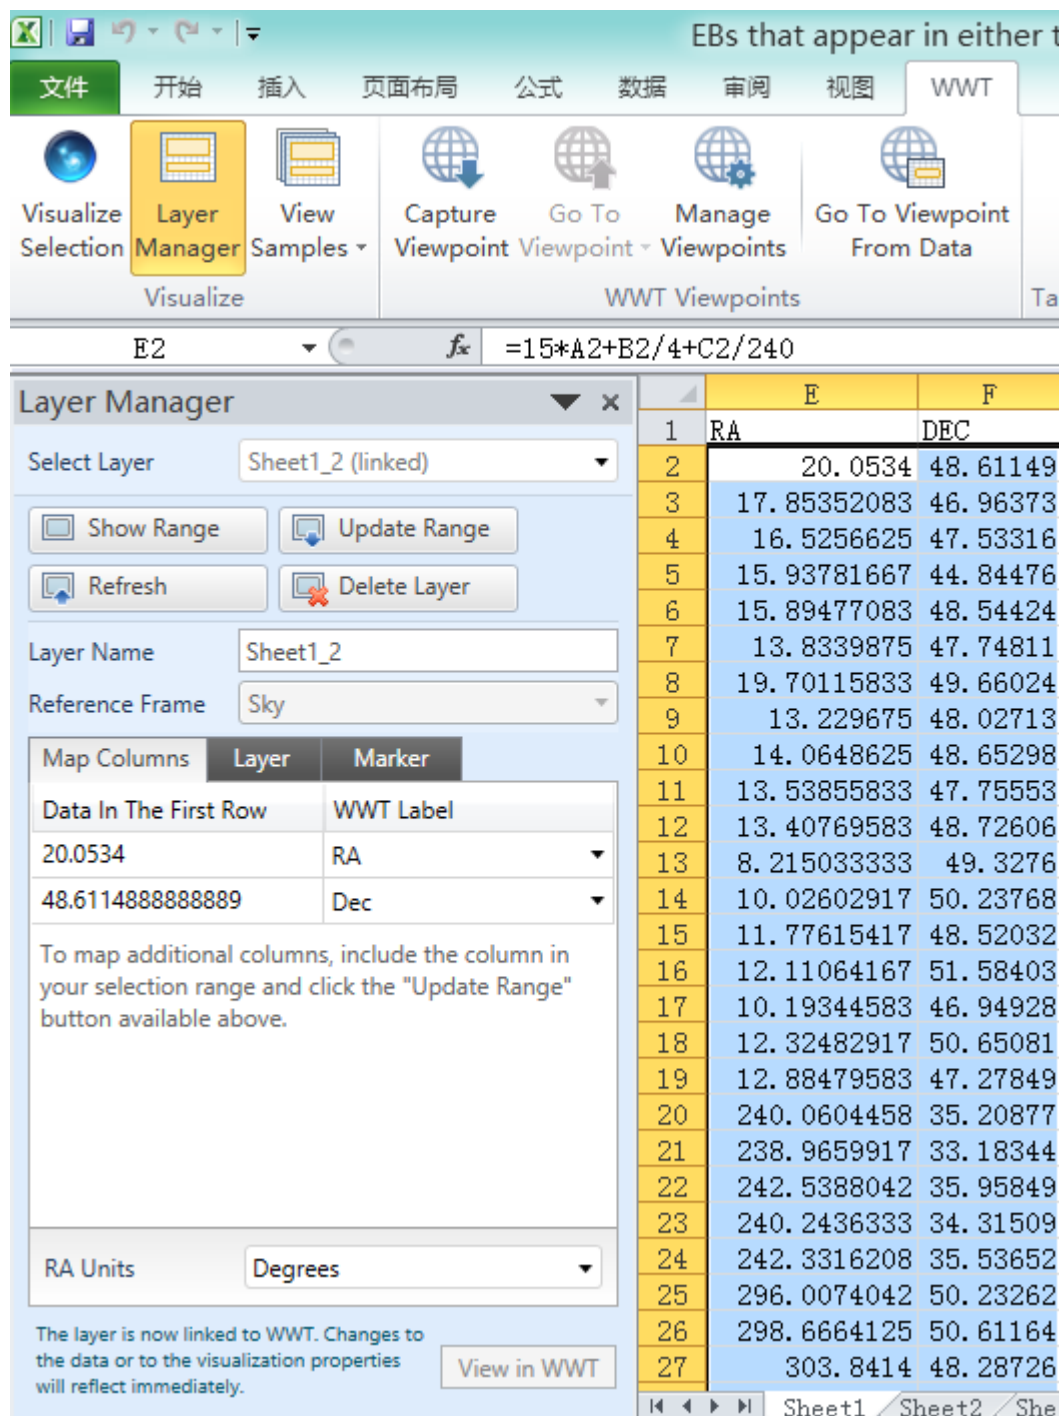 EBs that appear in either t
文件 开始 插入 页面布局 公式 数据 审阅 视图 WWT
Visualize Selection
Layer Manager
View Samples
Capture Viewpoint
Go To Viewpoint
Manage Viewpoints
Go To Viewpoint From Data
Visualize
WWT Viewpoints
Ta
E2 fx =15*A2+B2/4+C2/240
Layer Manager
Select Layer Sheet1_2 (linked)
Show Range Update Range
Refresh Delete Layer
Layer Name Sheet1_2
Reference Frame Sky
Map Columns Layer Marker
Data In The First Row WWT Label
20.0534 RA
48.6114888888889 Dec
To map additional columns, include the column in
your selection range and click the "Update Range"
button available above.
RA Units Degrees
The layer is now linked to WWT. Changes to
the data or to the visualization properties
will reflect immediately.
View in WWT
E F
1 RA DEC
2 20.0534 48.61149
3 17.85352083 46.96373
4 16.5256625 47.53316
5 15.93781667 44.84476
6 15.89477083 48.54424
7 13.8339875 47.74811
8 19.70115833 49.66024
9 13.229675 48.02713
10 14.0648625 48.65298
11 13.53855833 47.75553
12 13.40769583 48.72606
13 8.215033333 49.3276
14 10.02602917 50.23768
15 11.77615417 48.52032
16 12.11064167 51.58403
17 10.19344583 46.94928
18 12.32482917 50.65081
19 12.88479583 47.27849
20 240.0604458 35.20877
21 238.9659917 33.18344
22 242.5388042 35.95849
23 240.2436333 34.31509
24 242.3316208 35.53652
25 296.0074042 50.23262
26 298.6664125 50.61164
27 303.8414 48.28726
Sheet1 Sheet2 She